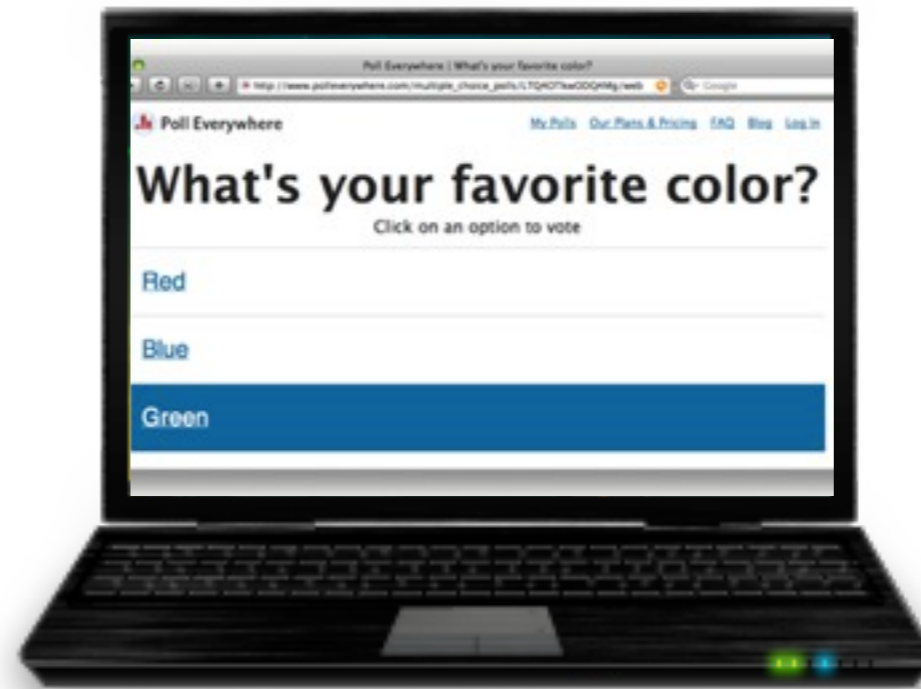 Poll Everywhere | What's your favorite color?
Google
Poll Everywhere
My Polls Our Plans & Pricing FAQ Blog Log In
What's your favorite color?
Click on an option to vote
Red
Blue
Green